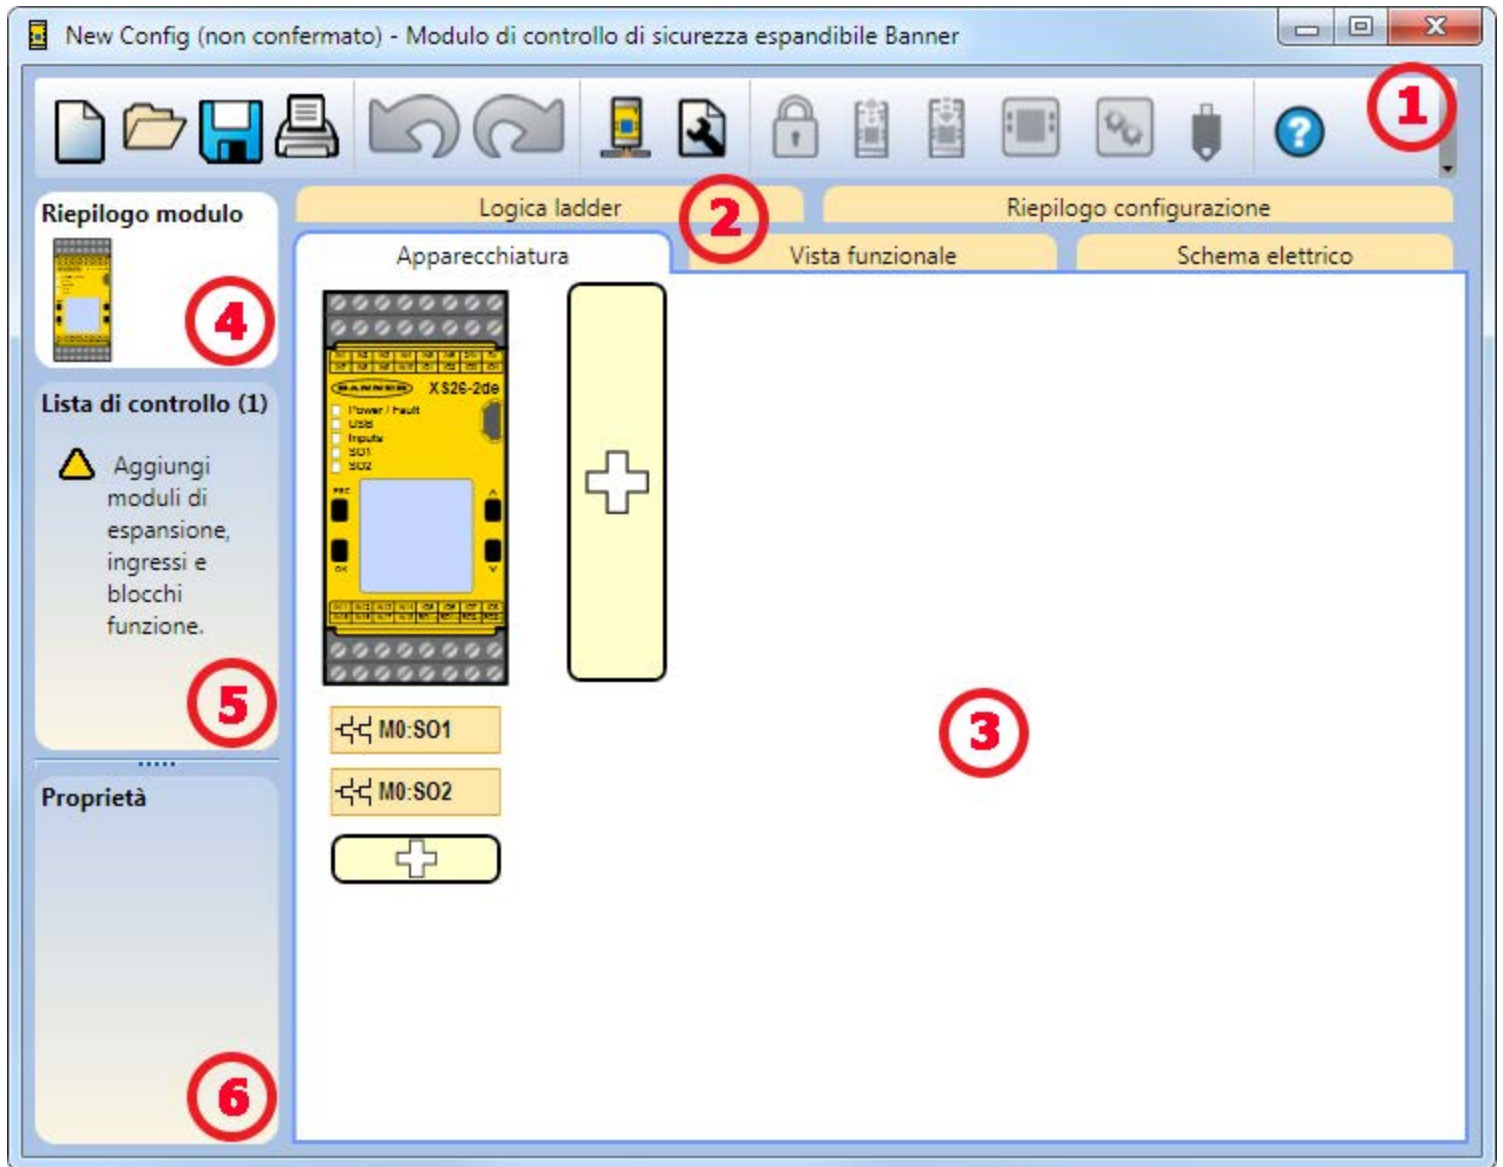 New Config (non confermato) - Modulo di controllo di sicurezza espandibile Banner
1
Riepilogo modulo
Logica ladder
2
Riepilogo configurazione
Apparecchiatura
Vista funzionale
Schema elettrico
4
BANNER
XS26-2de
Power / Fault
USB
Inputs
SO1
SO2
OK
Lista di controllo (1)
Aggiungi
moduli di
espansione,
ingressi e
blocchi
funzione.
5
3
M0:SO1
M0:SO2
Proprietà
6